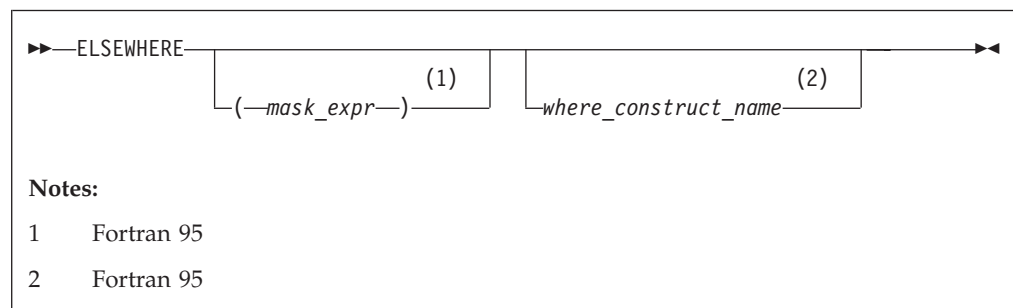 ELSEWHERE
(1) (2)
( mask_expr ) where_construct_name
Notes:
1 Fortran 95
2 Fortran 95